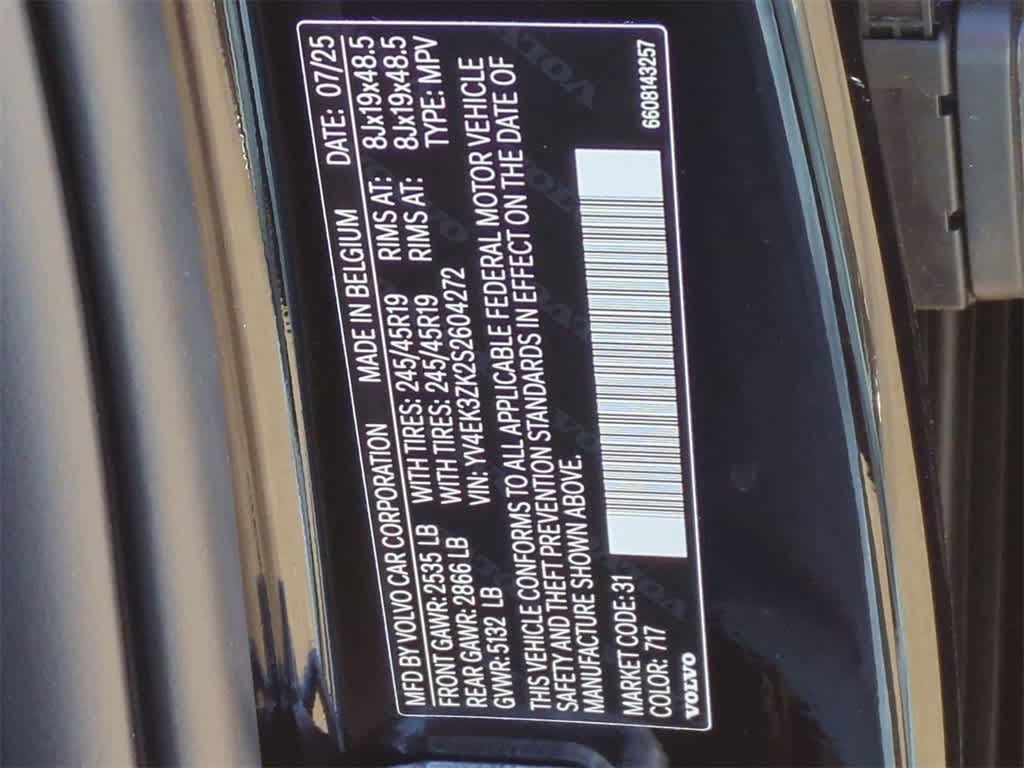 MFD BY VOLVO CAR CORPORATION MADE IN BELGIUM DATE: 07/25
FRONT GAWR: 2535 LB WITH TIRES: 245/45R19 RIMS AT: 8Jx19x48.5
REAR GAWR: 2866 LB WITH TIRES: 245/45R19 RIMS AT: 8Jx19x48.5
GVWR: 5132 LB VIN: YV4EK3ZK2S2604272 TYPE: MPV
THIS VEHICLE CONFORMS TO ALL APPLICABLE FEDERAL MOTOR VEHICLE
SAFETY AND THEFT PREVENTION STANDARDS IN EFFECT ON THE DATE OF
MANUFACTURE SHOWN ABOVE.
MARKET CODE: 31
COLOR: 717
VOLVO
6608143257